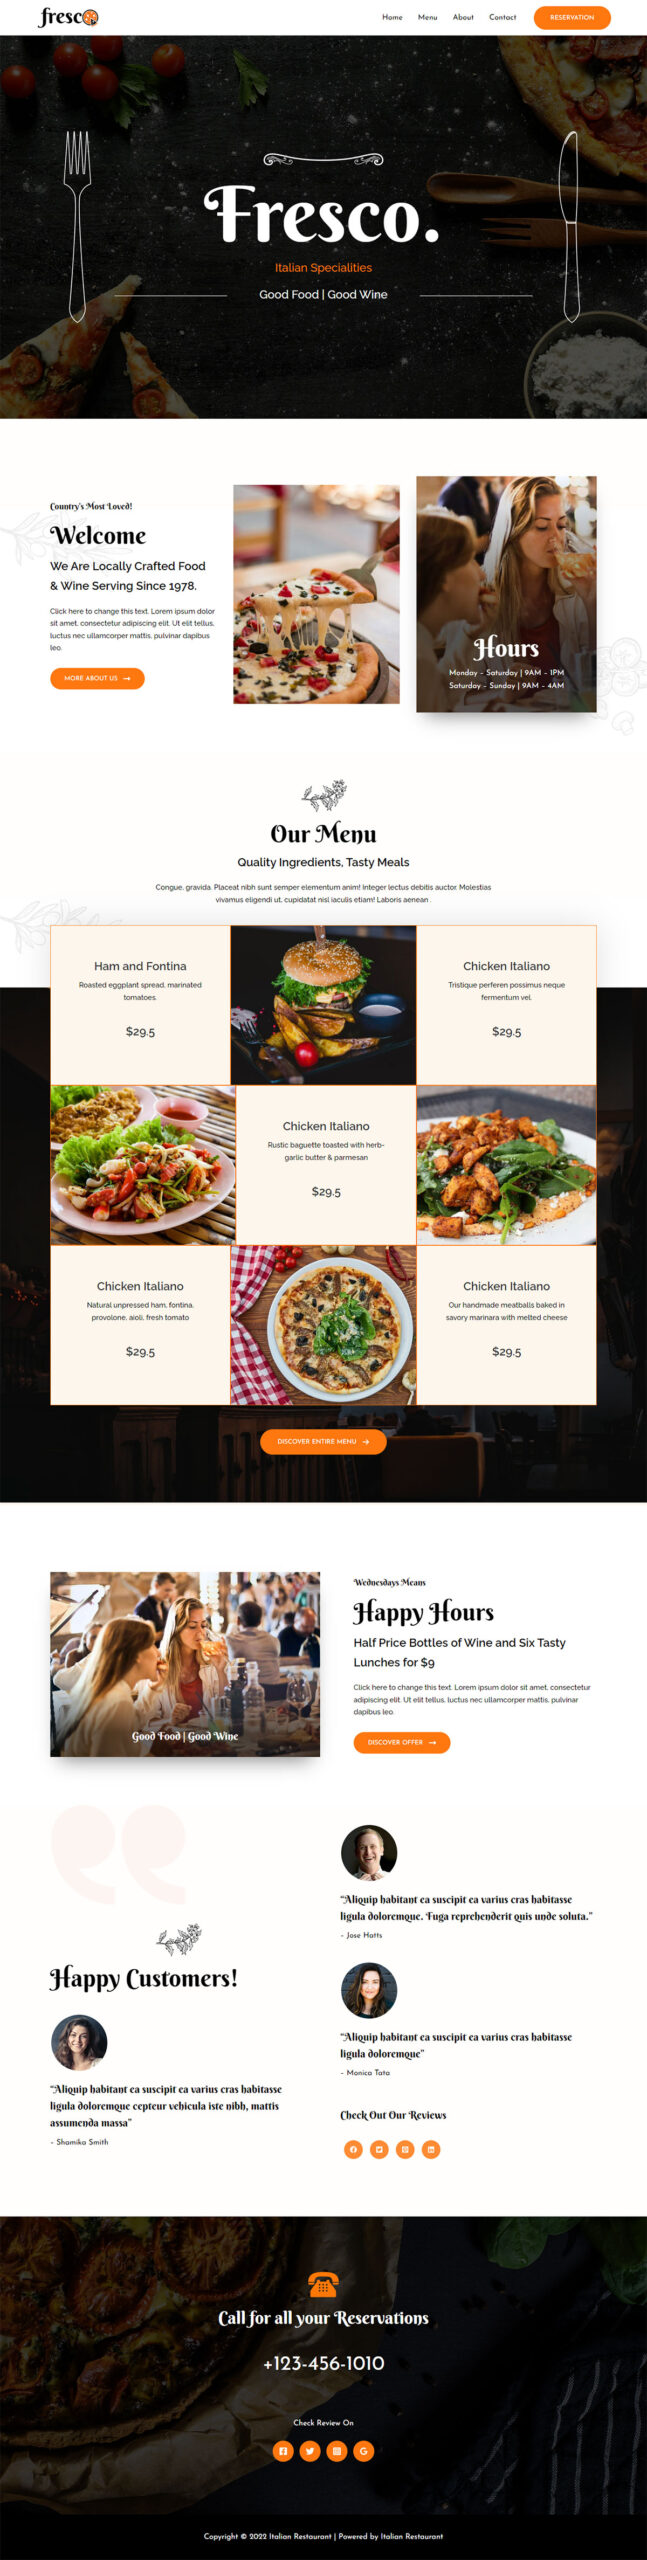 fresco
Home Menu About Contact RESERVATION
Fresco.
Italian Specialities
Good Food | Good Wine
Country's Most Loved!
Welcome
We Are Locally Crafted Food
& Wine Serving Since 1978.
Click here to change this text. Lorem ipsum dolor
sit amet, consectetur adipiscing elit. Ut elit tellus,
luctus nec ullamcorper mattis, pulvinar dapibus
leo.
MORE ABOUT US
Hours
Monday – Saturday | 9AM – 1PM
Saturday – Sunday | 9AM – 4AM
Our Menu
Quality Ingredients, Tasty Meals
Congue, gravida. Placeat nibh sunt semper elementum anim! Integer lectus debitis auctor. Molestias
vivamus eligendi ut, cupidatat nisl iaculis etiam! Laboris aenean .
Ham and Fontina
Roasted eggplant spread, marinated
tomatoes.
$29.5
Chicken Italiano
Tristique perferen possimus neque
fermentum vel.
$29.5
Chicken Italiano
Rustic baguette toasted with herb-
garlic butter & parmesan
$29.5
Chicken Italiano
Natural unpressed ham, fontina,
provolone, aioli, fresh tomato
$29.5
Chicken Italiano
Our handmade meatballs baked in
savory marinara with melted cheese
$29.5
DISCOVER ENTIRE MENU
Good Food | Good Wine
Wednesdays Means
Happy Hours
Half Price Bottles of Wine and Six Tasty
Lunches for $9
Click here to change this text. Lorem ipsum dolor sit amet, consectetur
adipiscing elit. Ut elit tellus, luctus nec ullamcorper mattis, pulvinar
dapibus leo.
DISCOVER OFFER
Happy Customers!
“Aliquip habitant ea suscipit ea varius cras habitasse
ligula doloremque cepteur vehicula iste nibh, mattis
assumenda massa”
– Shamika Smith
“Aliquip habitant ea suscipit ea varius cras habitasse
ligula doloremque. Fuga reprehenderit quis unde soluta.”
– Jose Hotts
“Aliquip habitant ea suscipit ea varius cras habitasse
ligula doloremque”
– Monica Tata
Check Out Our Reviews
Call for all your Reservations
+123-456-1010
Check Review On
Copyright © 2022 Italian Restaurant | Powered by Italian Restaurant